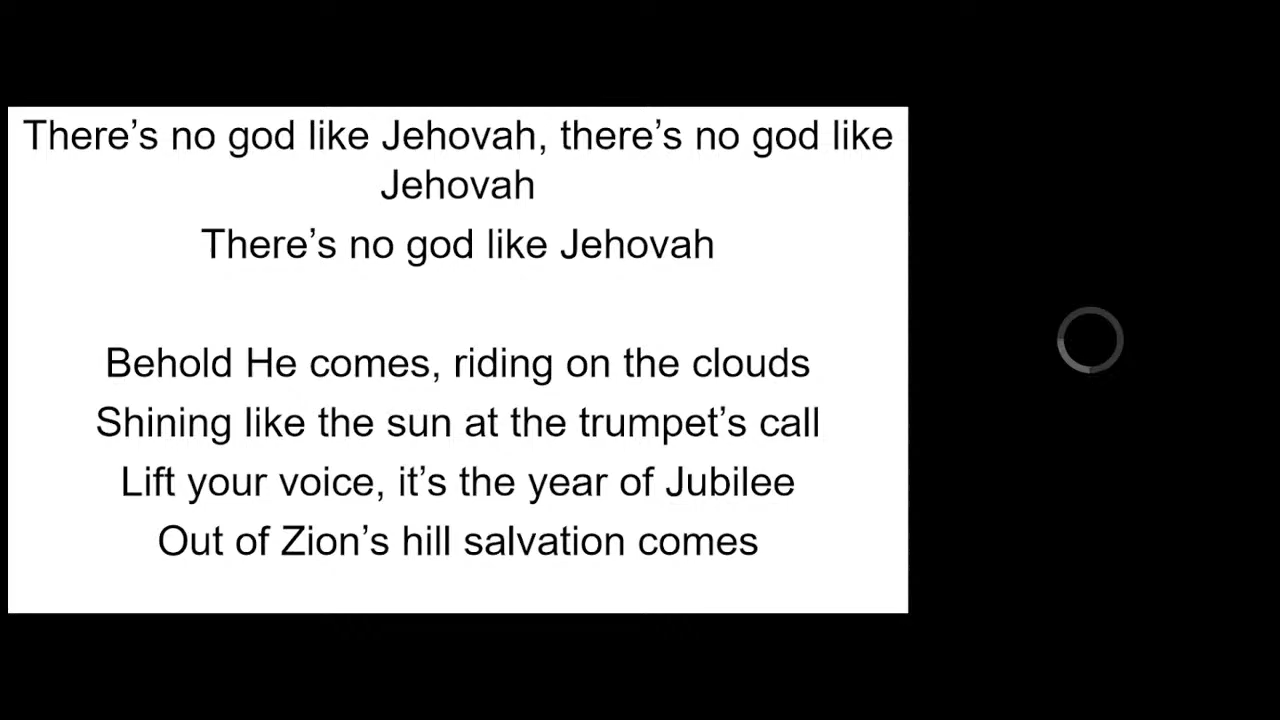 There’s no god like Jehovah, there’s no god like
Jehovah
There’s no god like Jehovah
Behold He comes, riding on the clouds
Shining like the sun at the trumpet’s call
Lift your voice, it’s the year of Jubilee
Out of Zion’s hill salvation comes